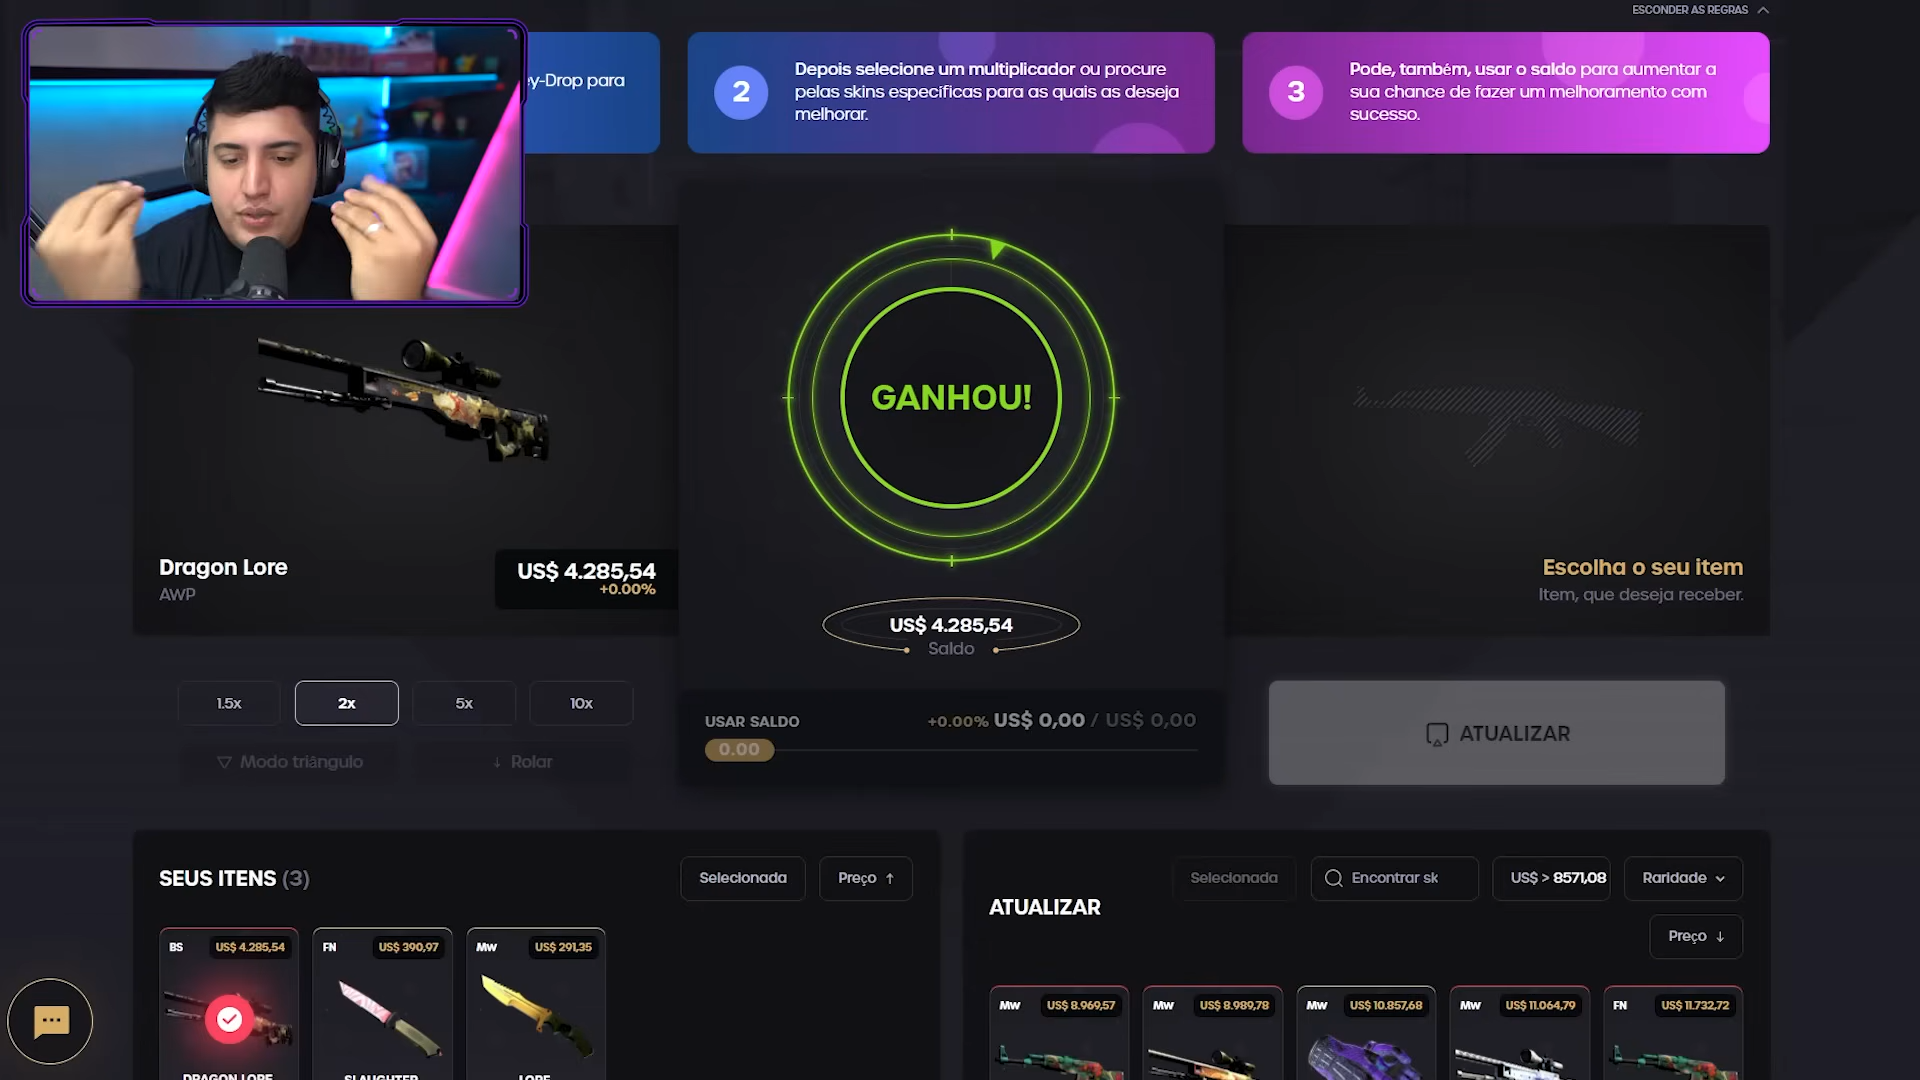 ESCONDER AS REGRAS
ey-Drop para
2
Depois selecione um multiplicador ou procure
pelas skins específicas para as quais as deseja
melhorar.
3
Pode, também, usar o saldo para aumentar a
sua chance de fazer um melhoramento com
sucesso.
GANHOU!
Dragon Lore
AWP
US$ 4.285,54
+0.00%
US$ 4.285,54
Saldo
Escolha o seu item
Item, que deseja receber.
1.5x
2x
5x
10x
Modo triângulo
Rolar
USAR SALDO
+0.00% US$ 0,00 / US$ 0,00
0.00
ATUALIZAR
SEUS ITENS (3)
Selecionada
Preço ↑
BS
US$ 4.285,54
FN
US$ 390,97
MW
US$ 291,35
DRAGON LORE
SLAUGHTER
LORE
ATUALIZAR
Selecionada
Encontrar sk
US$ > 8571,08
Raridade
Preço ↓
MW
US$ 8.969,57
MW
US$ 8.989,78
MW
US$ 10.857,68
MW
US$ 11.064,79
FN
US$ 11.732,72